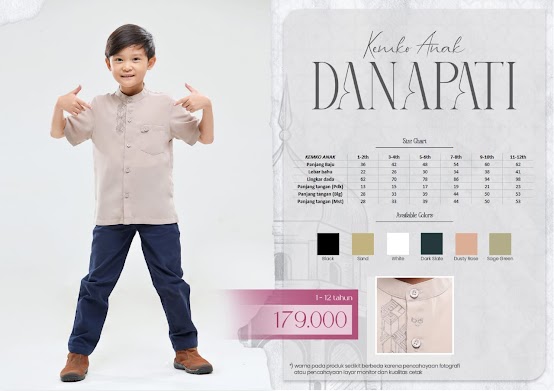 Kemko Anak
DANAPATI
Size Chart
KEMKO ANAK 1-2th 3-4th 5-6th 7-8th 9-10th 11-12th
Panjang Baju 36 42 48 54 60 62
Lebar bahu 22 26 30 34 38 41
Lingkar dada 62 70 78 86 94 98
Panjang tangan (Pdk) 13 15 17 19 21 23
Panjang tangan (Blg) 28 33 39 44 50 53
Panjang tangan (Mst) 28 33 39 44 50 53
Available Colors
Black Sand White Dark Slate Dusty Rose Sage Green
1 - 12 tahun
179.000
*) warna pada produk sedikit berbeda karena pencahayaan fotografi
atau pencahayaan layar monitor dan kualitas cetak